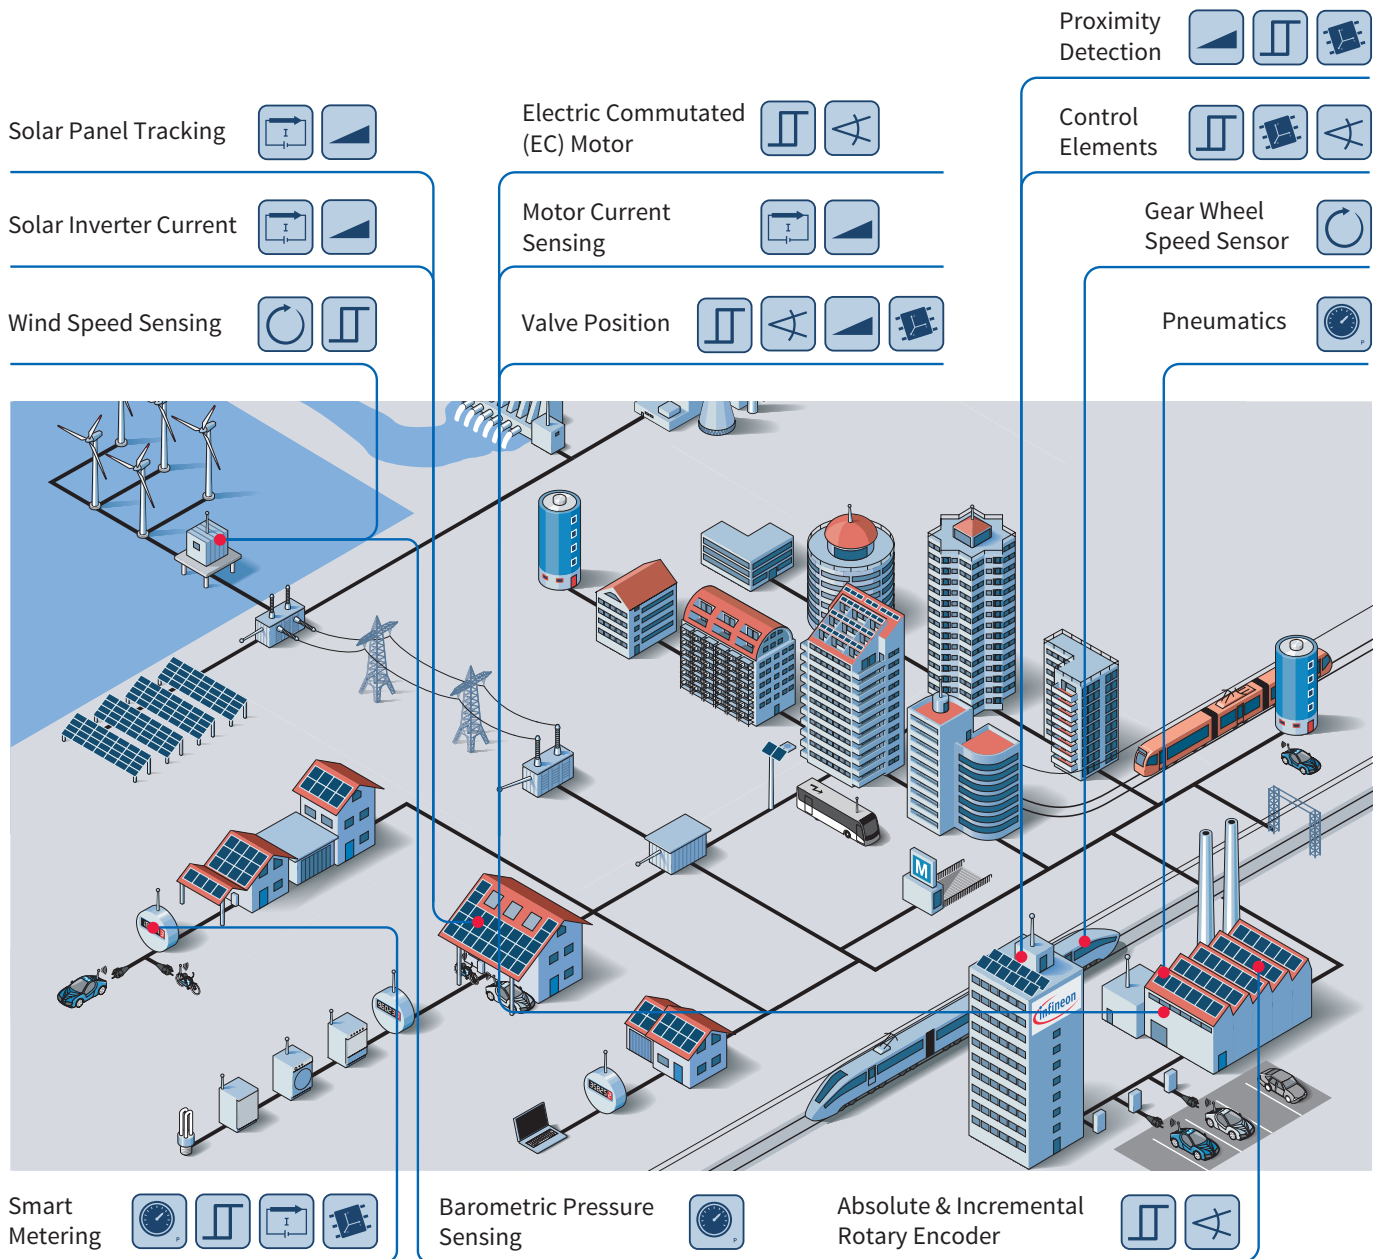 Proximity
Detection
Solar Panel Tracking
Electric Commutated
(EC) Motor
Control
Elements
Solar Inverter Current
Motor Current
Sensing
Gear Wheel
Speed Sensor
Wind Speed Sensing
Valve Position
Pneumatics
M
infineon
Smart
Metering
Barometric Pressure
Sensing
Absolute & Incremental
Rotary Encoder